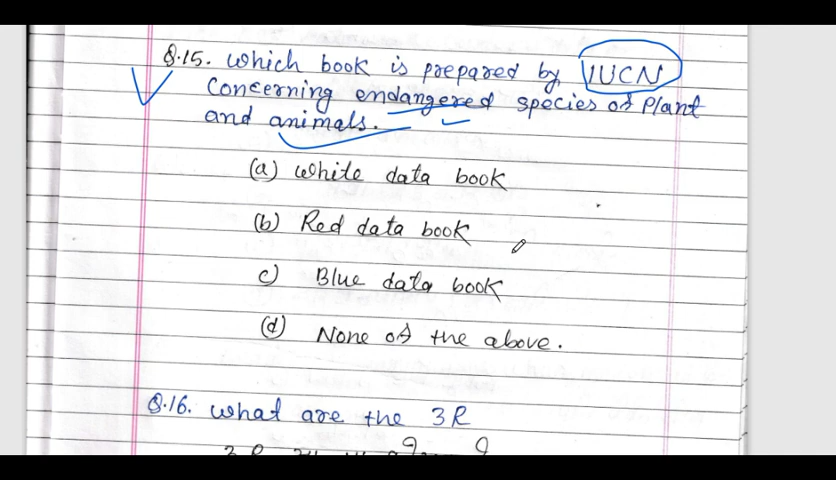 Q.15. which book is prepared by IUCN
concerning endangered species of Plant
and animals.
(a) white data book
(b) Red data book
c) Blue data book
(d) None of the above.
Q.16. what are the 3R